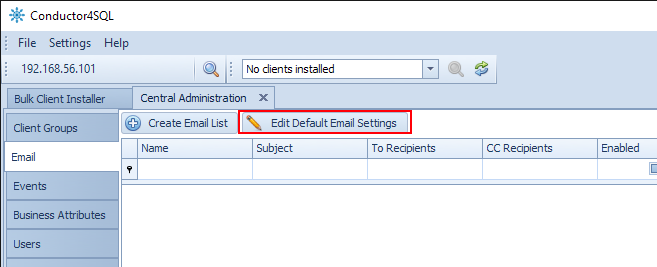 Conductor4SQL
File Settings Help
192.168.56.101 No clients installed
Bulk Client Installer Central Administration
Client Groups Create Email List Edit Default Email Settings
Email Name Subject To Recipients CC Recipients Enabled
Events
Business Attributes
Users